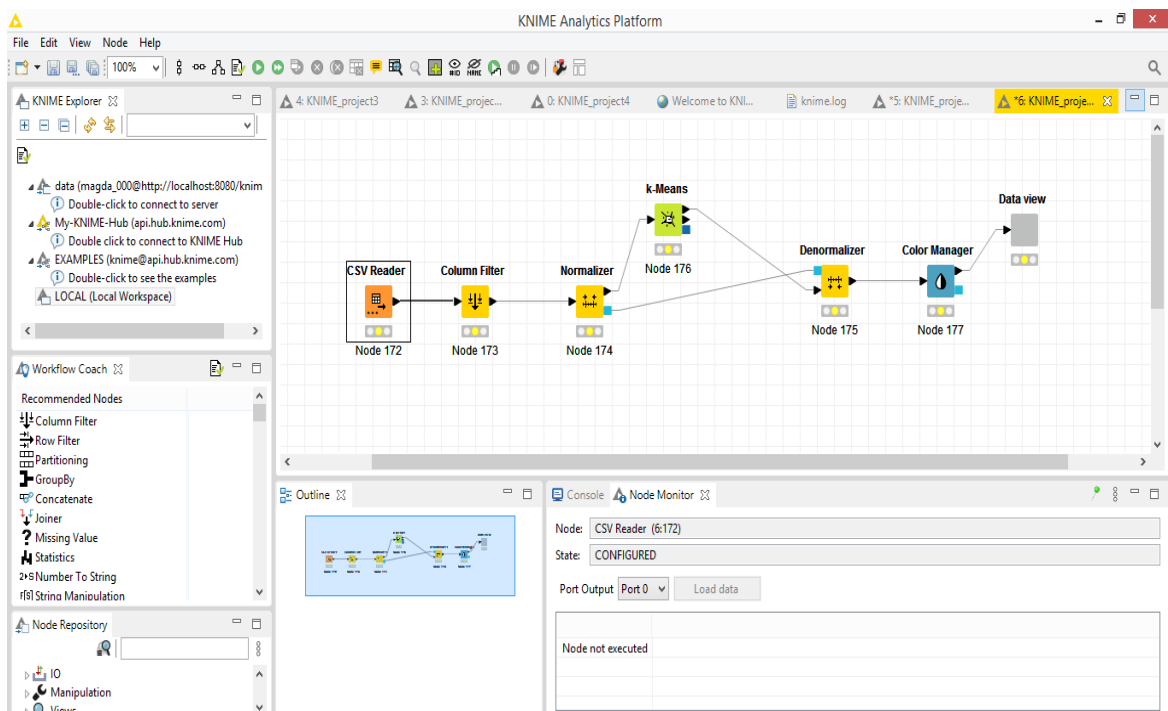 KNIME Analytics Platform
File Edit View Node Help
100%
KNIME Explorer
4: KNIME_project3
3: KNIME_projec...
0: KNIME_project4
Welcome to KNI...
knime.log
*5: KNIME_proje...
*6: KNIME_proje...
data (magda_000@http://localhost:8080/knim
Double-click to connect to server
My-KNIME-Hub (api.hub.knime.com)
Double click to connect to KNIME Hub
EXAMPLES (knime@api.hub.knime.com)
Double-click to see the examples
LOCAL (Local Workspace)
k-Means
Node 176
Data view
CSV Reader
Node 172
Column Filter
Node 173
Normalizer
Node 174
Denormalizer
Node 175
Color Manager
Node 177
Workflow Coach
Recommended Nodes
Column Filter
Row Filter
Partitioning
GroupBy
Concatenate
Joiner
Missing Value
Statistics
Number To String
String Manipulation
Node Repository
IO
Manipulation
Views
Outline
Console
Node Monitor
Node: CSV Reader (6:172)
State: CONFIGURED
Port Output Port 0 Load data
Node not executed